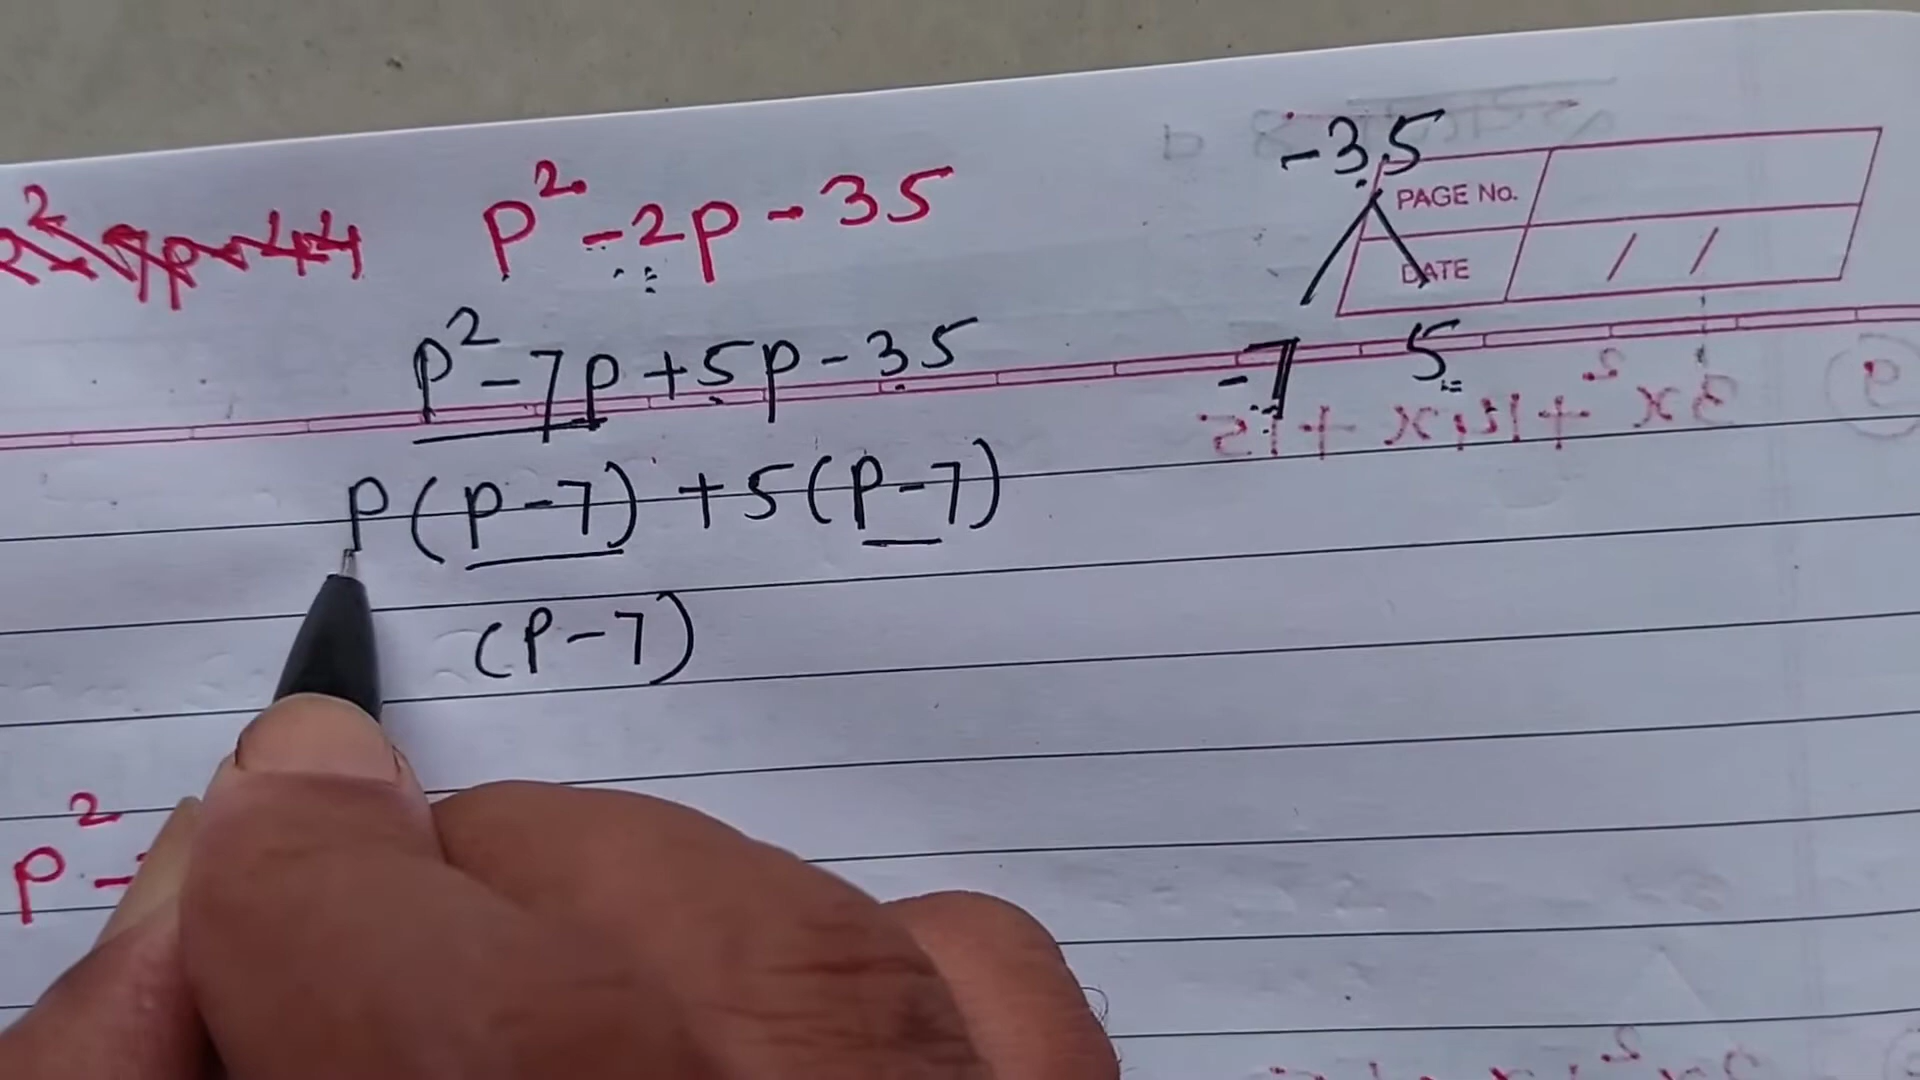 -35
PAGE No.
p² - 2p - 35
DATE / /
p² - 7p + 5p - 35
-7 5
p(p - 7) + 5(p - 7)
(p - 7)
p² -